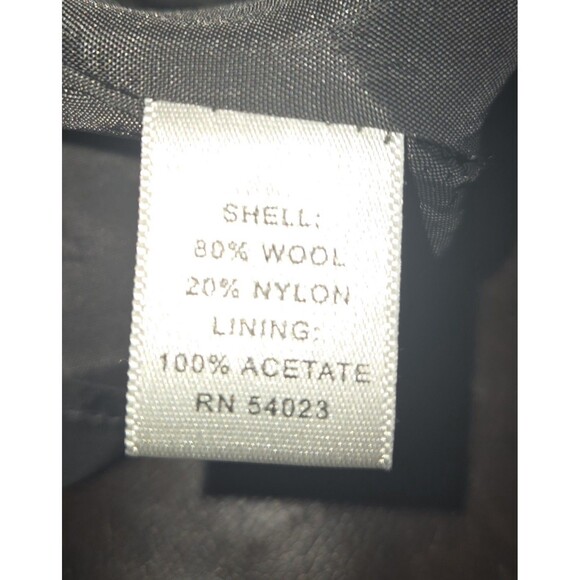 SHELL:
80% WOOL
20% NYLON
LINING:
100% ACETATE
RN 54023